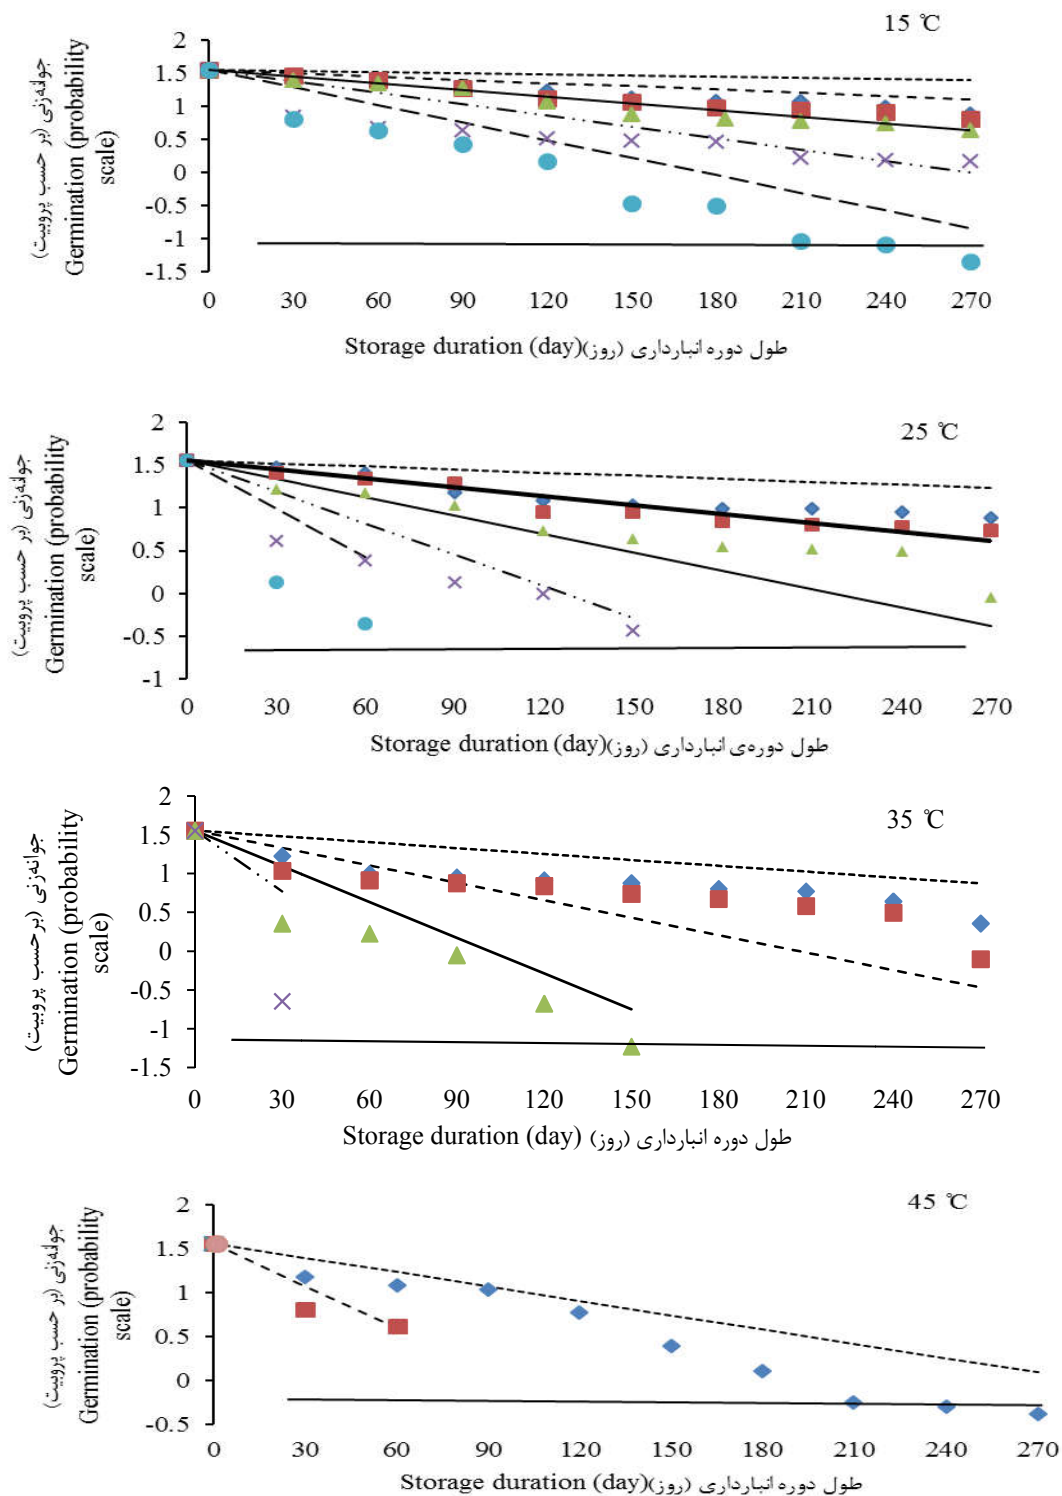 15 ℃
جوانه‌زنی (بر حسب پروبیت)
Germination (probability
scale)
2
1.5
1
0.5
0
-0.5
-1
-1.5
0 30 60 90 120 150 180 210 240 270
Storage duration (day)طول دوره انبارداری (روز)
25 ℃
جوانه‌زنی (بر حسب پروبیت)
Germination (probability
scale)
2
1.5
1
0.5
0
-0.5
-1
0 30 60 90 120 150 180 210 240 270
Storage duration (day)طول دوره‌ی انبارداری (روز)
35 ℃
جوانه‌زنی (برحسب پروبیت)
Germination (probability
scale)
2
1.5
1
0.5
0
-0.5
-1
-1.5
0 30 60 90 120 150 180 210 240 270
Storage duration (day) طول دوره انبارداری (روز)
45 ℃
جوانه‌زنی (بر حسب پروبیت)
Germination (probability
scale)
2
1.5
1
0.5
0
-0.5
0 30 60 90 120 150 180 210 240 270
Storage duration (day)طول دوره انبارداری (روز)